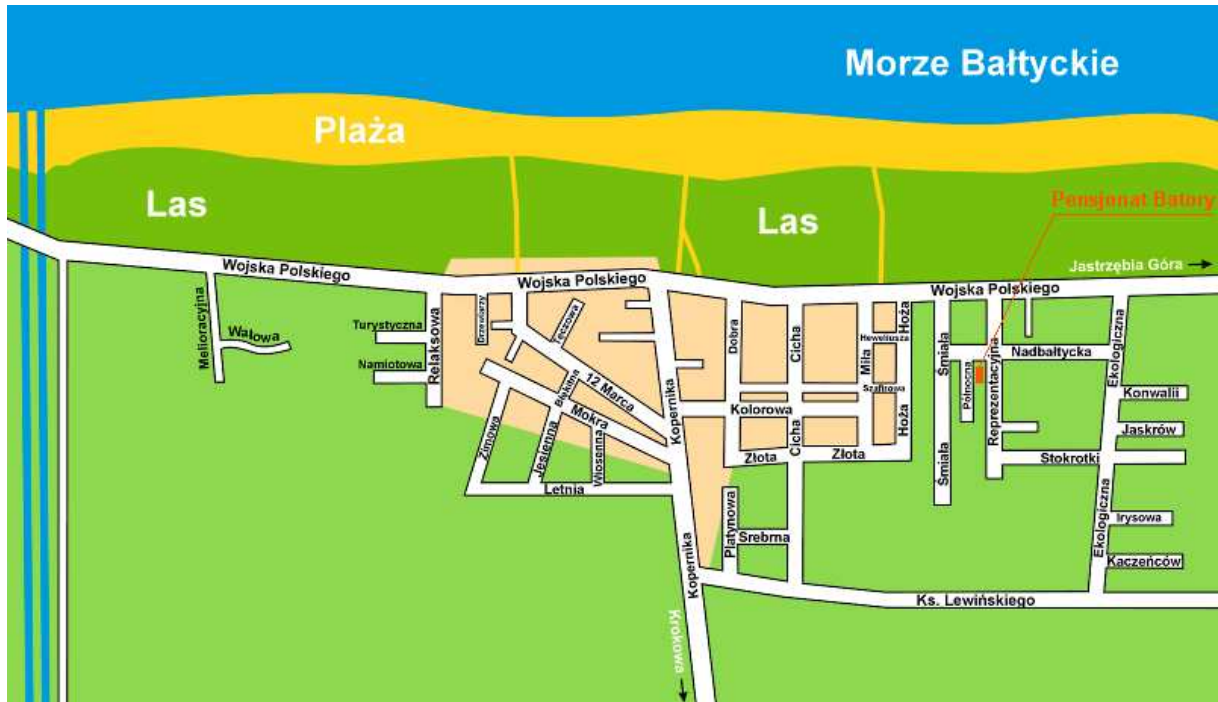 Morze Bałtyckie
Plaża
Las
Las
Pensjonat Batory
Jastrzębia Góra
Wojska Polskiego
Wojska Polskiego
Wojska Polskiego
Melioracyjna
Wałowa
Turystyczna
Namiotowa
Relaksowa
Drzewiarzy
Tęczowa
12 Marca
Błękitna
Mokra
Zimowa
Jesienna
Wiosenna
Letnia
Kopernika
Kopernika
Krokowa
Dobra
Cicha
Cicha
Kolorowa
Złota
Złota
Miła
Hoża
Heweliusza
Szafirowa
Hoża
Platynowa
Srebrna
Śmiała
Śmiała
Północna
Reprezentacyjna
Nadbałtycka
Ekologiczna
Ekologiczna
Konwalii
Jaskrów
Stokrotki
Irysowa
Kaczeńców
Ks. Lewińskiego